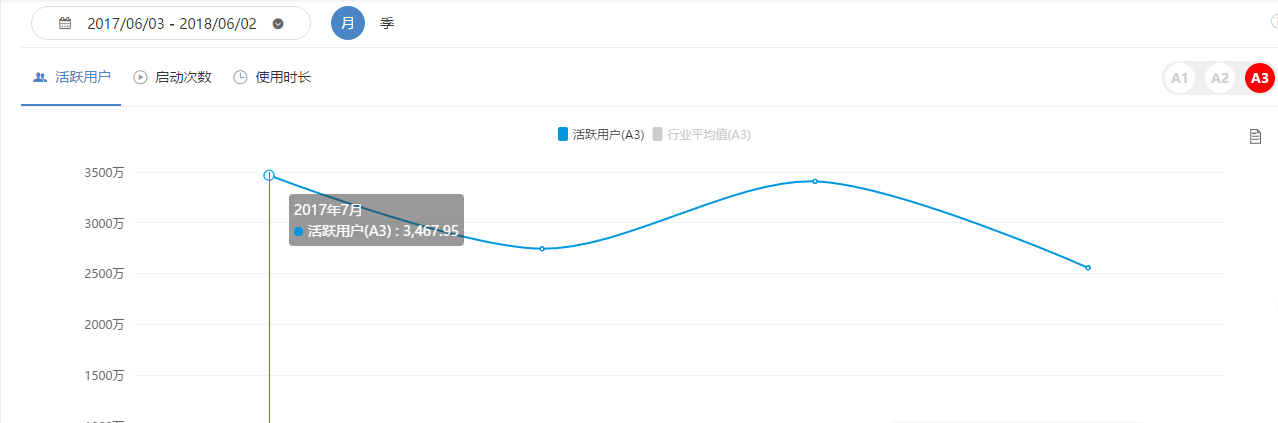 2017/06/03 - 2018/06/02 月 季
活跃用户 启动次数 使用时长 A1 A2 A3
活跃用户(A3) 行业平均值(A3)
3500万
2017年7月
活跃用户(A3) : 3,467.95
3000万
2500万
2000万
1500万